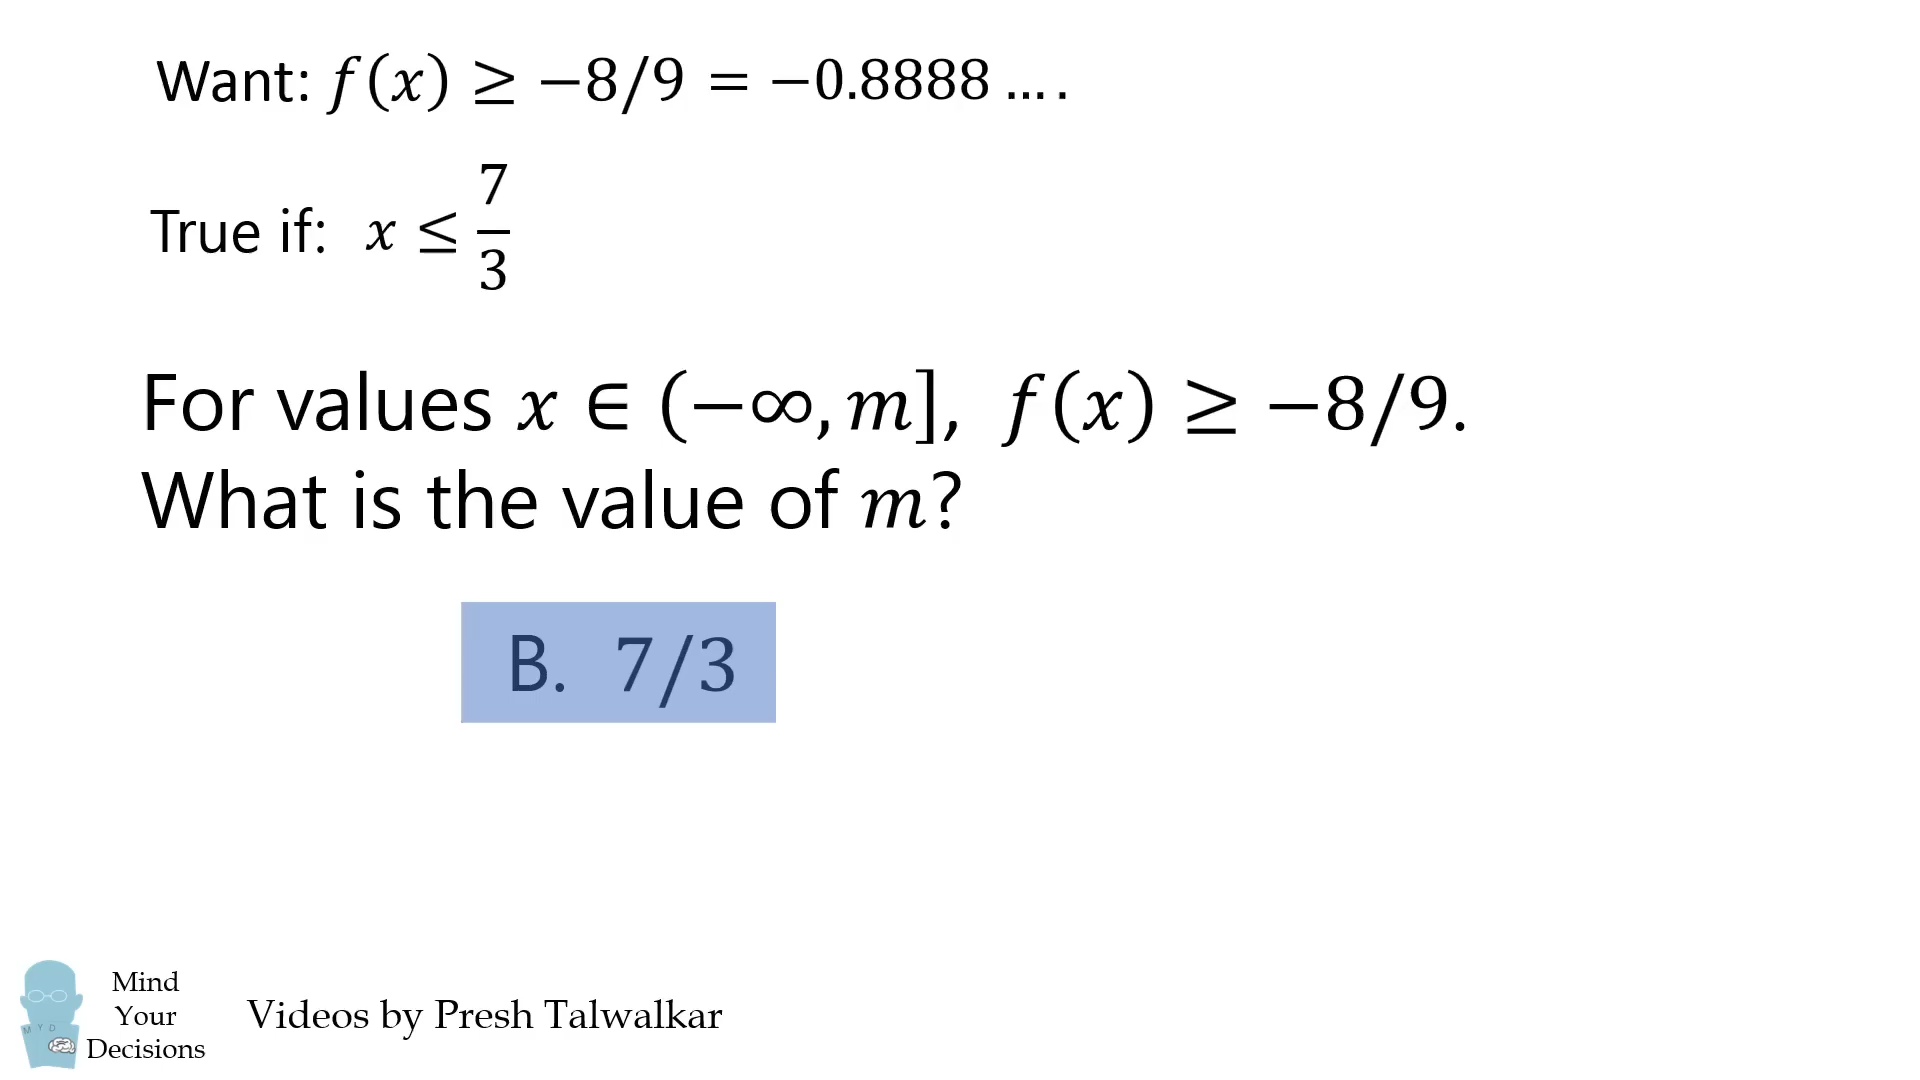 Want: f(x) ≥ −8/9 = −0.8888 ... .
True if: x ≤ 7/3
For values x ∈ (−∞, m], f(x) ≥ −8/9.
What is the value of m?
B. 7/3
M Y D
Mind
Your
Decisions
Videos by Presh Talwalkar